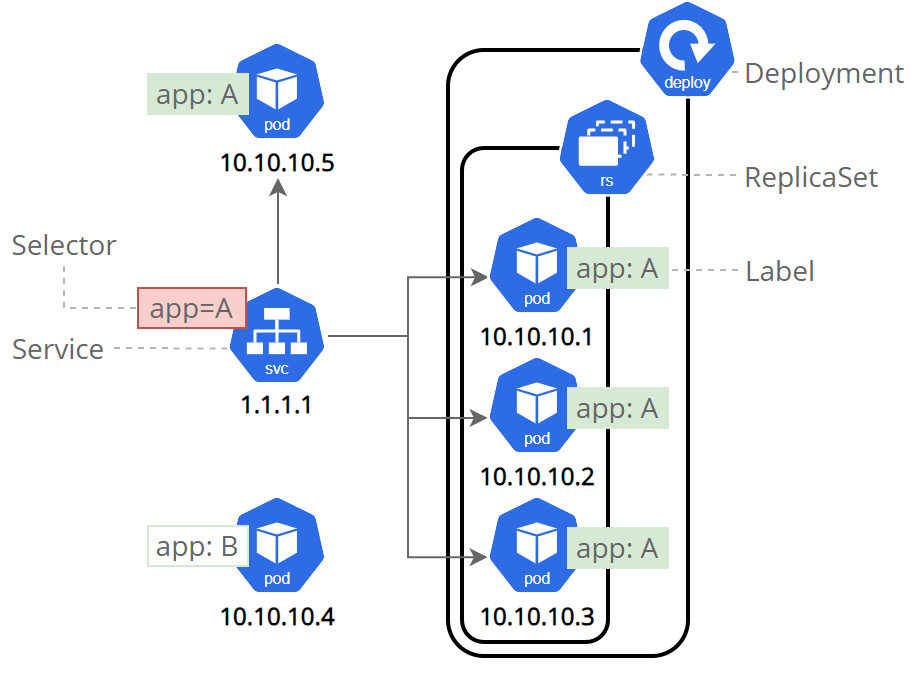 deploy
Deployment
app: A
pod
10.10.10.5
rs
ReplicaSet
Selector
app=A
Service
svc
1.1.1.1
app: A
Label
pod
10.10.10.1
app: A
pod
10.10.10.2
app: B
pod
10.10.10.4
app: A
pod
10.10.10.3